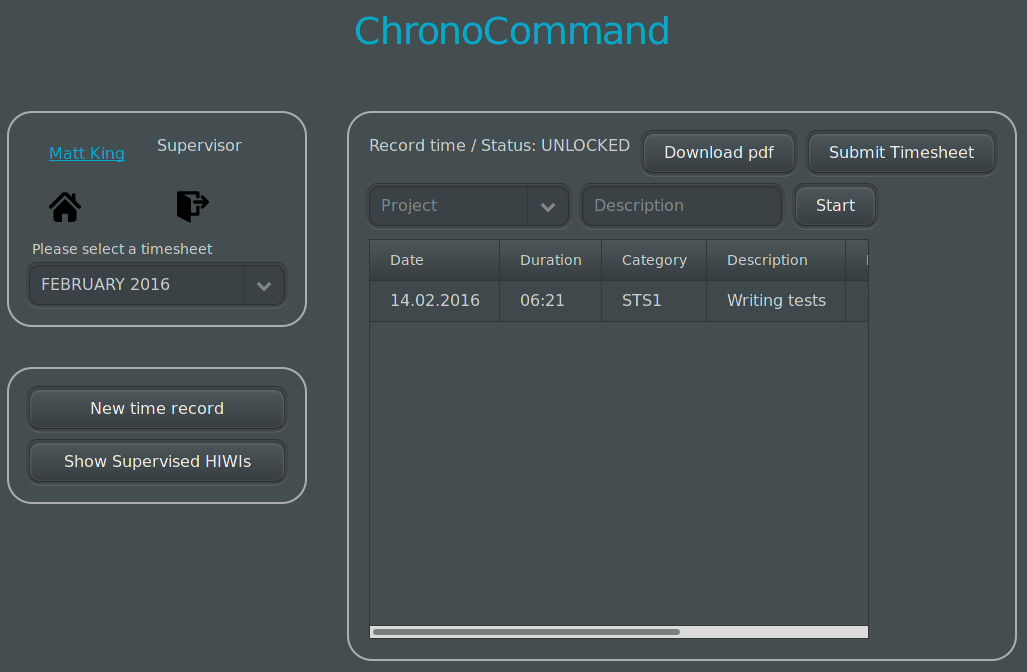 ChronoCommand
Matt King
Supervisor
Please select a timesheet
FEBRUARY 2016
New time record
Show Supervised HIWIs
Record time / Status: UNLOCKED
Download pdf
Submit Timesheet
Project
Description
Start
Date Duration Category Description
14.02.2016 06:21 STS1 Writing tests